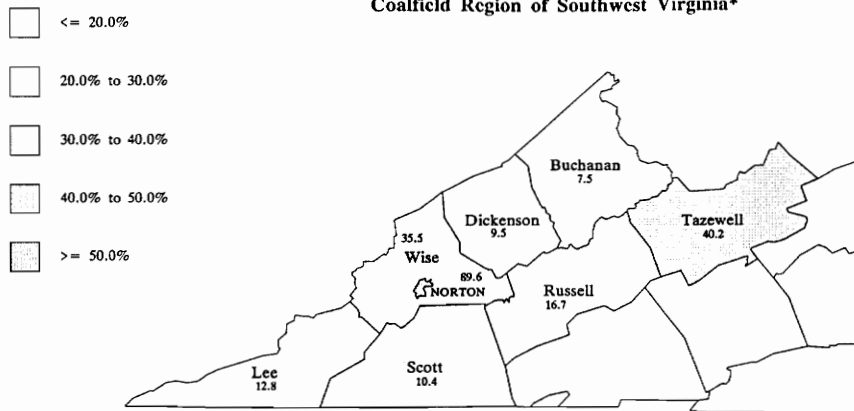 Coalfield Region of Southwest Virginia*
<= 20.0%
20.0% to 30.0%
30.0% to 40.0%
40.0% to 50.0%
>= 50.0%
Buchanan
7.5
Dickenson
9.5
Tazewell
40.2
35.5
Wise
89.6
NORTON
Russell
16.7
Lee
12.8
Scott
10.4